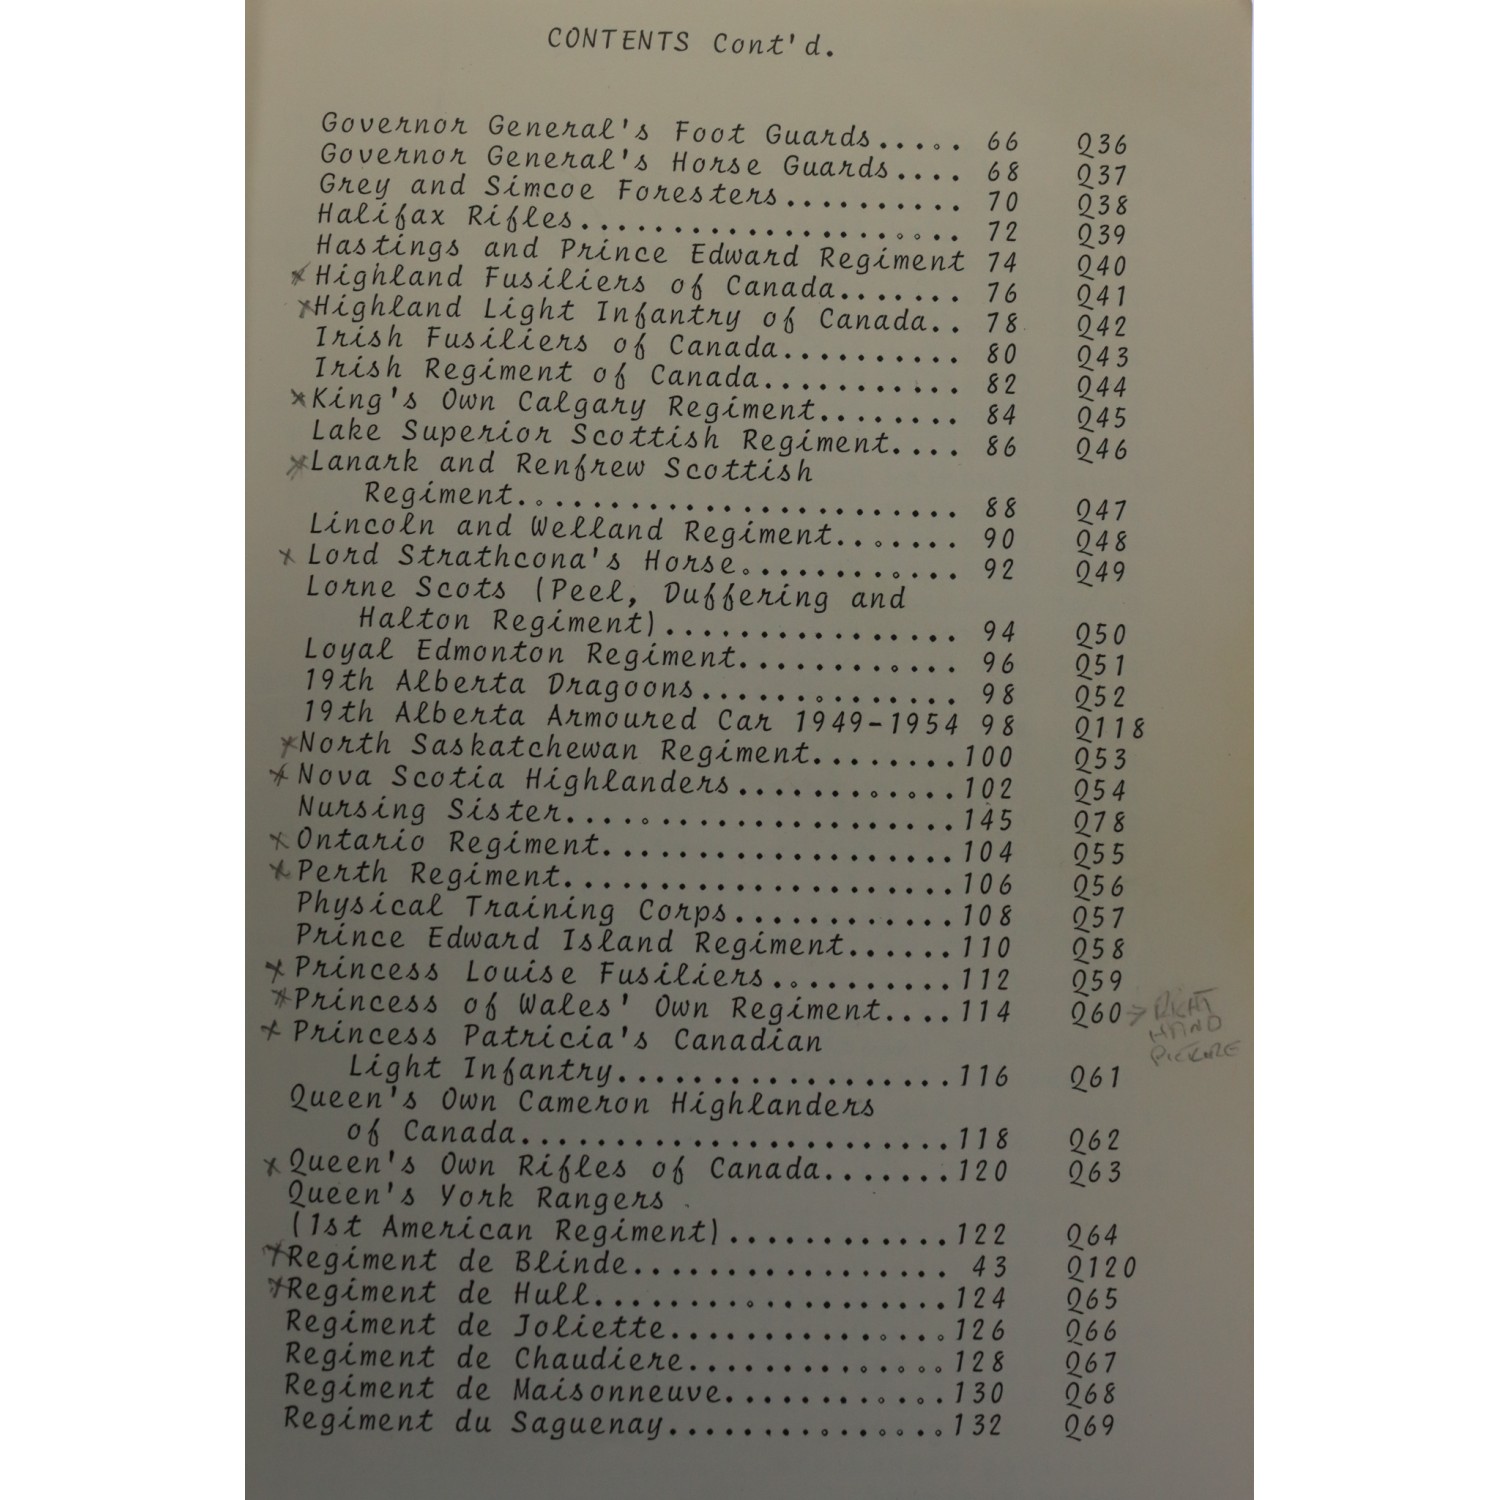 CONTENTS Cont'd.
Governor General's Foot Guards..... 66 Q36
Governor General's Horse Guards.... 68 Q37
Grey and Simcoe Foresters.......... 70 Q38
Halifax Rifles..................... 72 Q39
Hastings and Prince Edward Regiment 74 Q40
x Highland Fusiliers of Canada....... 76 Q41
x Highland Light Infantry of Canada.. 78 Q42
Irish Fusiliers of Canada.......... 80 Q43
Irish Regiment of Canada........... 82 Q44
x King's Own Calgary Regiment........ 84 Q45
Lake Superior Scottish Regiment.... 86 Q46
x Lanark and Renfrew Scottish
Regiment........................ 88 Q47
Lincoln and Welland Regiment....... 90 Q48
x Lord Strathcona's Horse............ 92 Q49
Lorne Scots (Peel, Duffering and
Halton Regiment)................ 94 Q50
Loyal Edmonton Regiment............ 96 Q51
19th Alberta Dragoons.............. 98 Q52
19th Alberta Armoured Car 1949-1954 98 Q118
x North Saskatchewan Regiment........100 Q53
x Nova Scotia Highlanders............102 Q54
Nursing Sister.....................145 Q78
x Ontario Regiment...................104 Q55
x Perth Regiment.....................106 Q56
Physical Training Corps............108 Q57
Prince Edward Island Regiment......110 Q58
x Princess Louise Fusiliers..........112 Q59
x Princess of Wales' Own Regiment....114 Q60 → RIGHT
HAND
PICTURE
x Princess Patricia's Canadian
Light Infantry..................116 Q61
Queen's Own Cameron Highlanders
of Canada.......................118 Q62
x Queen's Own Rifles of Canada.......120 Q63
Queen's York Rangers
(1st American Regiment)............122 Q64
x Regiment de Blinde................. 43 Q120
x Regiment de Hull...................124 Q65
Regiment de Joliette...............126 Q66
Regiment de Chaudiere..............128 Q67
Regiment de Maisonneuve............130 Q68
Regiment du Saguenay...............132 Q69